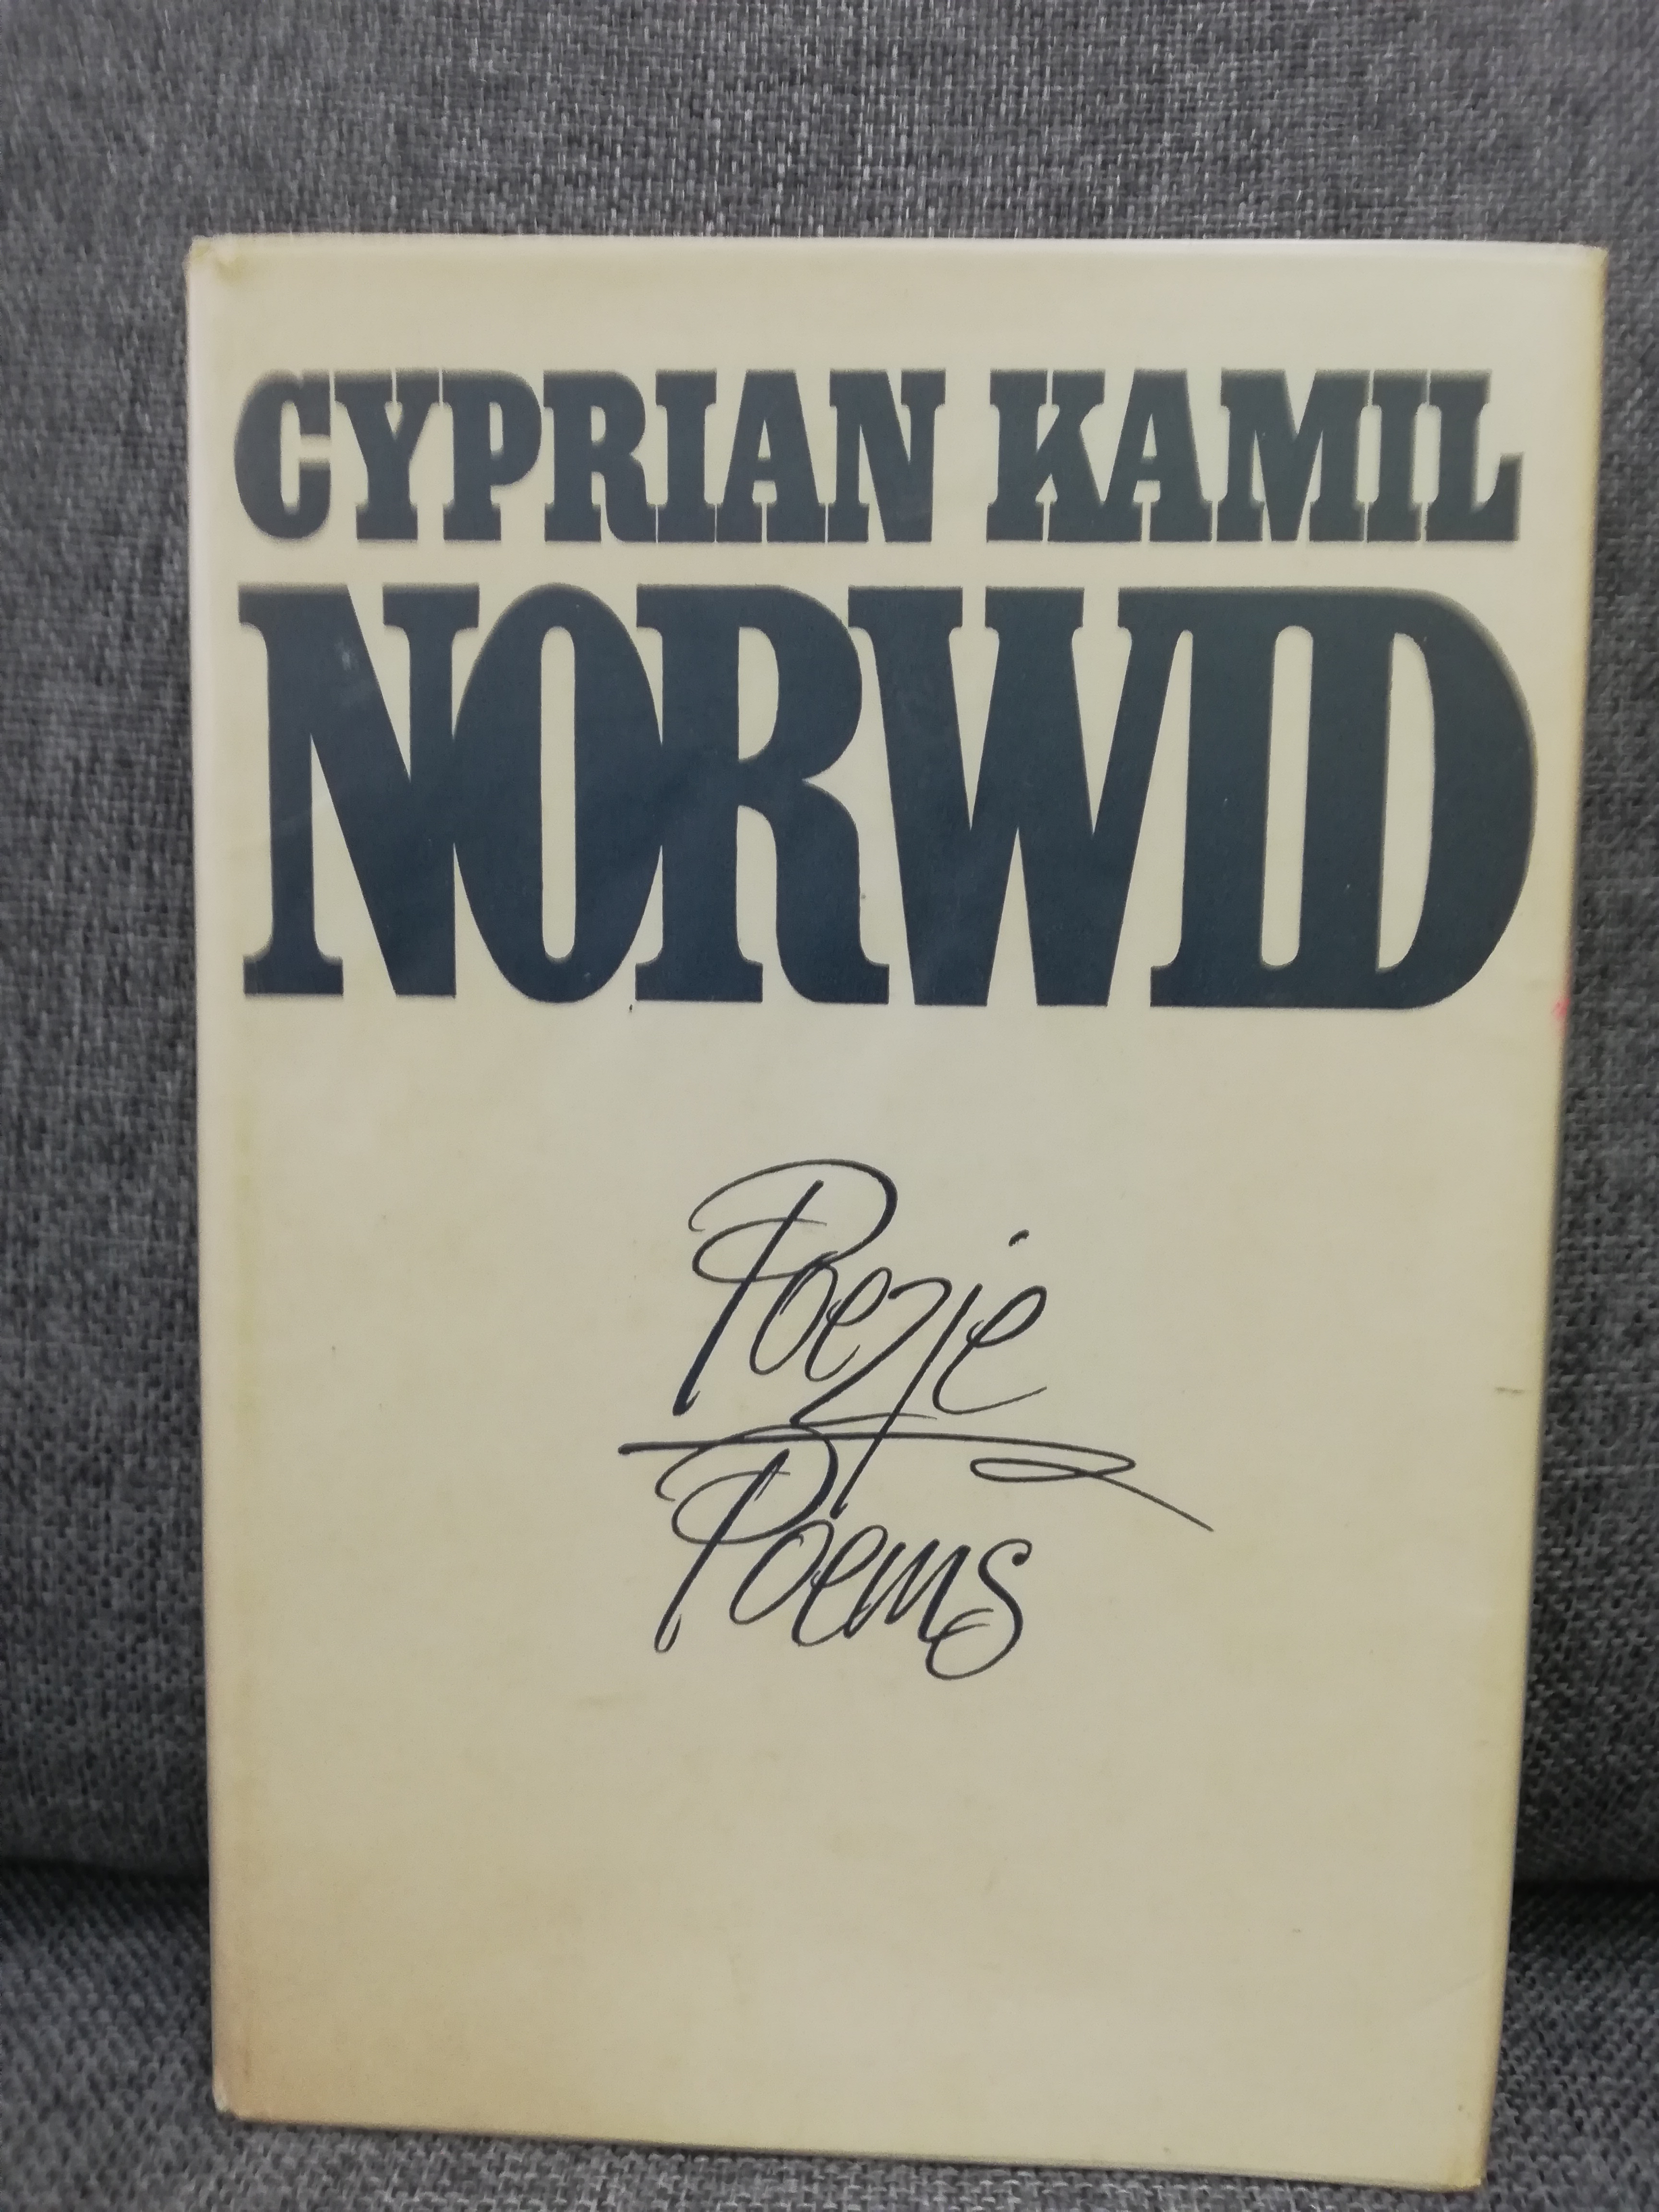 CYPRIAN KAMIL
NORWID
Poezje
Poems